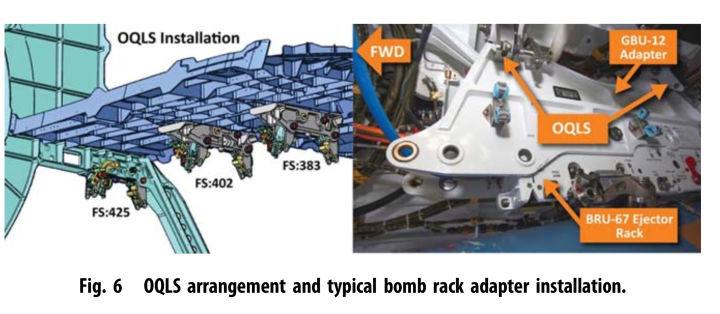 OQLS Installation
FS:425
FS:402
FS:383
FWD
GBU-12
Adapter
OQLS
BRU-67 Ejector
Rack
Fig. 6 OQLS arrangement and typical bomb rack adapter installation.